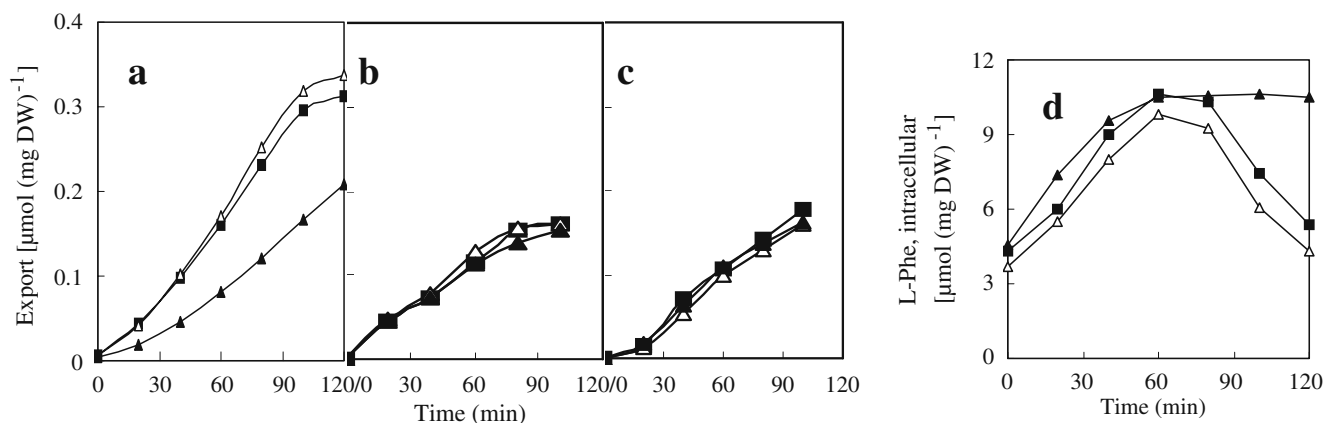 0.4
0.3
0.2
0.1
0
Export [µmol (mg DW)⁻¹]
a
b
c
0 30 60 90 120/0 30 60 90 120/0 30 60 90 120
Time (min)
12
9
6
3
0
L-Phe, intracellular
[µmol (mg DW)⁻¹]
d
0 30 60 90 120
Time (min)